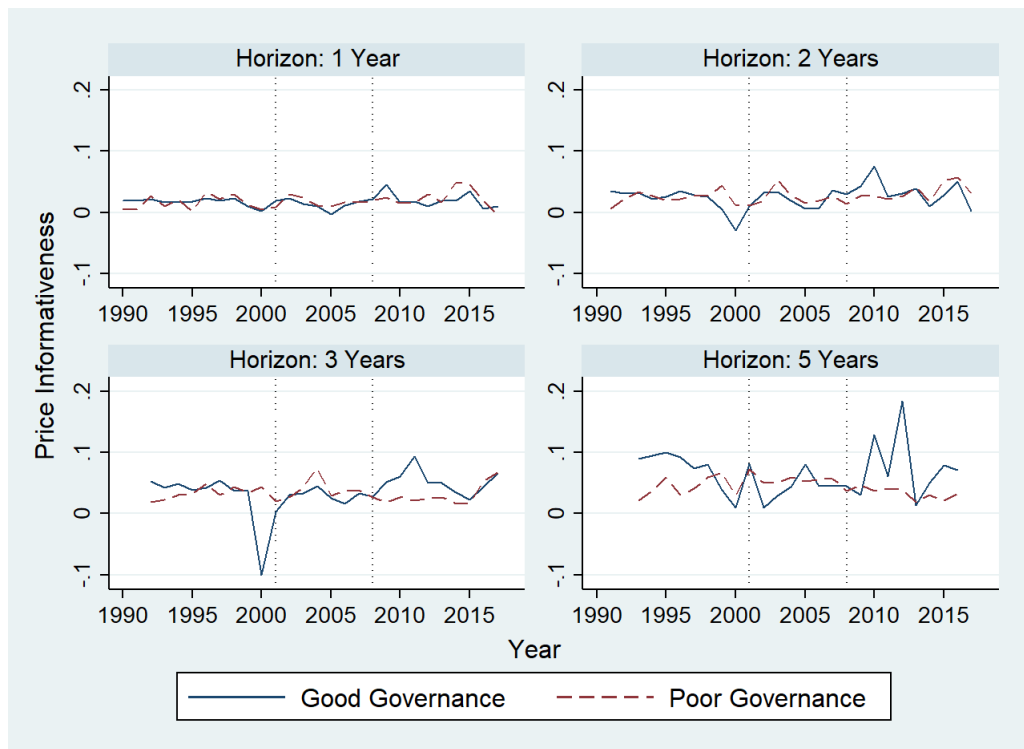 Horizon: 1 Year
Horizon: 2 Years
.2
.1
0
-.1
1990 1995 2000 2005 2010 2015
.2
.1
0
-.1
1990 1995 2000 2005 2010 2015
Horizon: 3 Years
Horizon: 5 Years
.2
.1
0
-.1
1990 1995 2000 2005 2010 2015
.2
.1
0
-.1
1990 1995 2000 2005 2010 2015
Price Informativeness
Year
Good Governance
Poor Governance